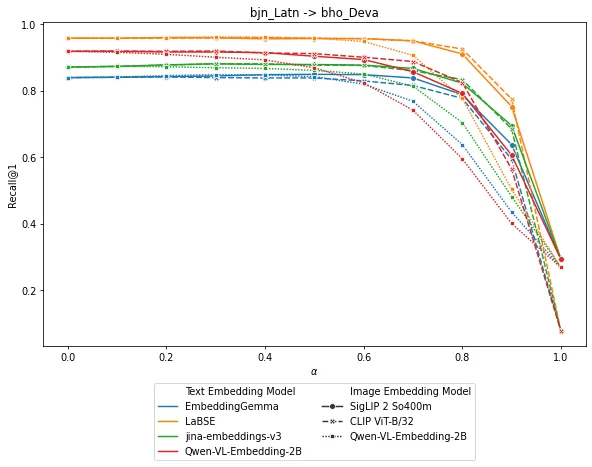 bjn_Latn -> bho_Deva
Recall@1
1.0
0.8
0.6
0.4
0.2
0.0 0.2 0.4 0.6 0.8 1.0
α
Text Embedding Model Image Embedding Model
EmbeddingGemma SigLIP 2 So400m
LaBSE CLIP ViT-B/32
jina-embeddings-v3 Qwen-VL-Embedding-2B
Qwen-VL-Embedding-2B